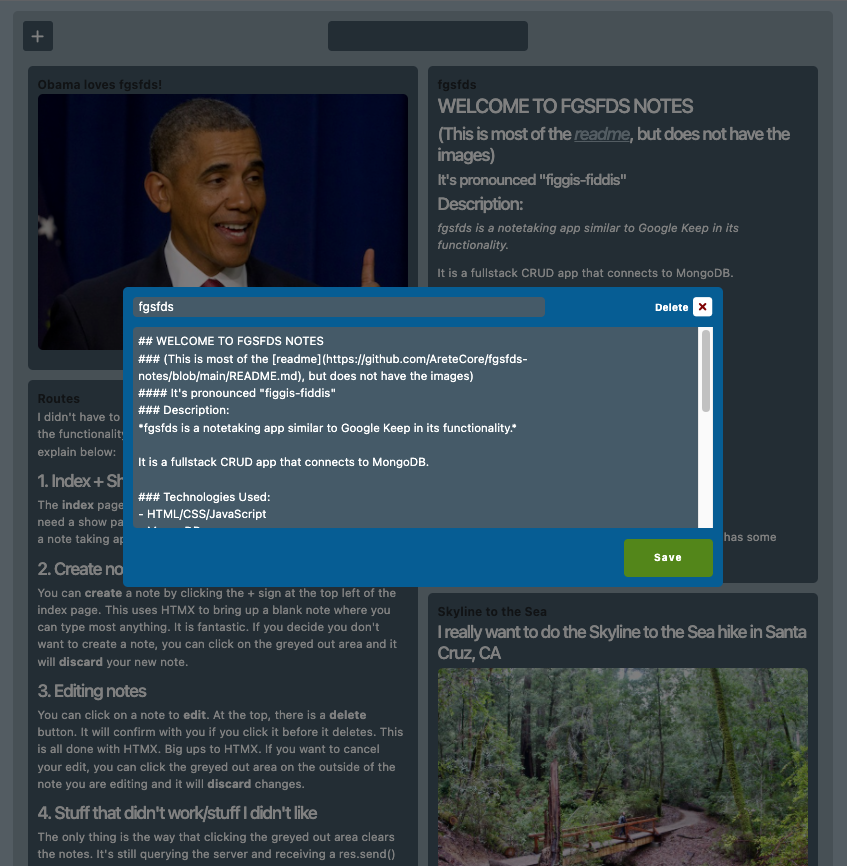 +
Obama loves fgsfds!
fgsfds
WELCOME TO FGSFDS NOTES
(This is most of the readme, but does not have the
images)
It's pronounced "figgis-fiddis"
Description:
fgsfds is a notetaking app similar to Google Keep in its
functionality.
It is a fullstack CRUD app that connects to MongoDB.
fgsfds
Delete
## WELCOME TO FGSFDS NOTES
### (This is most of the [readme](https://github.com/AreteCore/fgsfds-
notes/blob/main/README.md), but does not have the images)
#### It's pronounced "figgis-fiddis"
### Description:
*fgsfds is a notetaking app similar to Google Keep in its functionality.*
It is a fullstack CRUD app that connects to MongoDB.
### Technologies Used:
- HTML/CSS/JavaScript
Save
has some
Routes
I didn't have to
the functionality
explain below:
1. Index + Sh
The index page
need a show pa
a note taking ap
2. Create no
You can create a note by clicking the + sign at the top left of the
index page. This uses HTMX to bring up a blank note where you
can type most anything. It is fantastic. If you decide you don't
want to create a note, you can click on the greyed out area and it
will discard your new note.
3. Editing notes
You can click on a note to edit. At the top, there is a delete
button. It will confirm with you if you click it before it deletes. This
is all done with HTMX. Big ups to HTMX. If you want to cancel
your edit, you can click the greyed out area on the outside of the
note you are editing and it will discard changes.
4. Stuff that didn't work/stuff I didn't like
The only thing is the way that clicking the greyed out area clears
the notes. It's still querying the server and receiving a res.send()
Skyline to the Sea
I really want to do the Skyline to the Sea hike in Santa
Cruz, CA